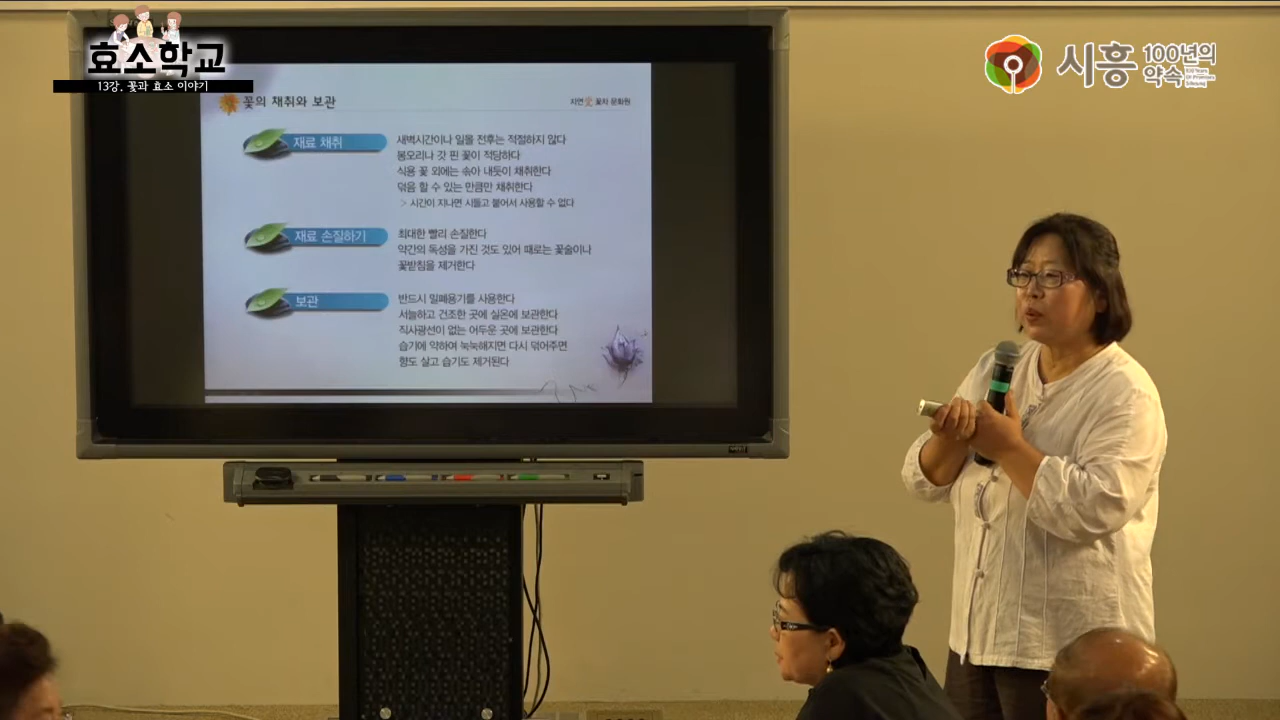 효소학교
13강. 꽃과 효소 이야기
시흥 100년의 약속
꽃의 채취와 보관
자연 꽃차 문화원
재료 채취
새벽시간이나 일몰 전후는 적절하지 않다
봉오리나 갓 핀 꽃이 적당하다
식용 꽃 외에는 솎아 내듯이 채취한다
덖음 할 수 있는 만큼만 채취한다
> 시간이 지나면 시들고 붙어서 사용할 수 없다
재료 손질하기
최대한 빨리 손질한다
약간의 독성을 가진 것도 있어 때로는 꽃술이나
꽃받침을 제거한다
보관
반드시 밀폐용기를 사용한다
서늘하고 건조한 곳에 실온에 보관한다
직사광선이 없는 어두운 곳에 보관한다
습기에 약하여 눅눅해지면 다시 덖어주면
향도 살고 습기도 제거된다